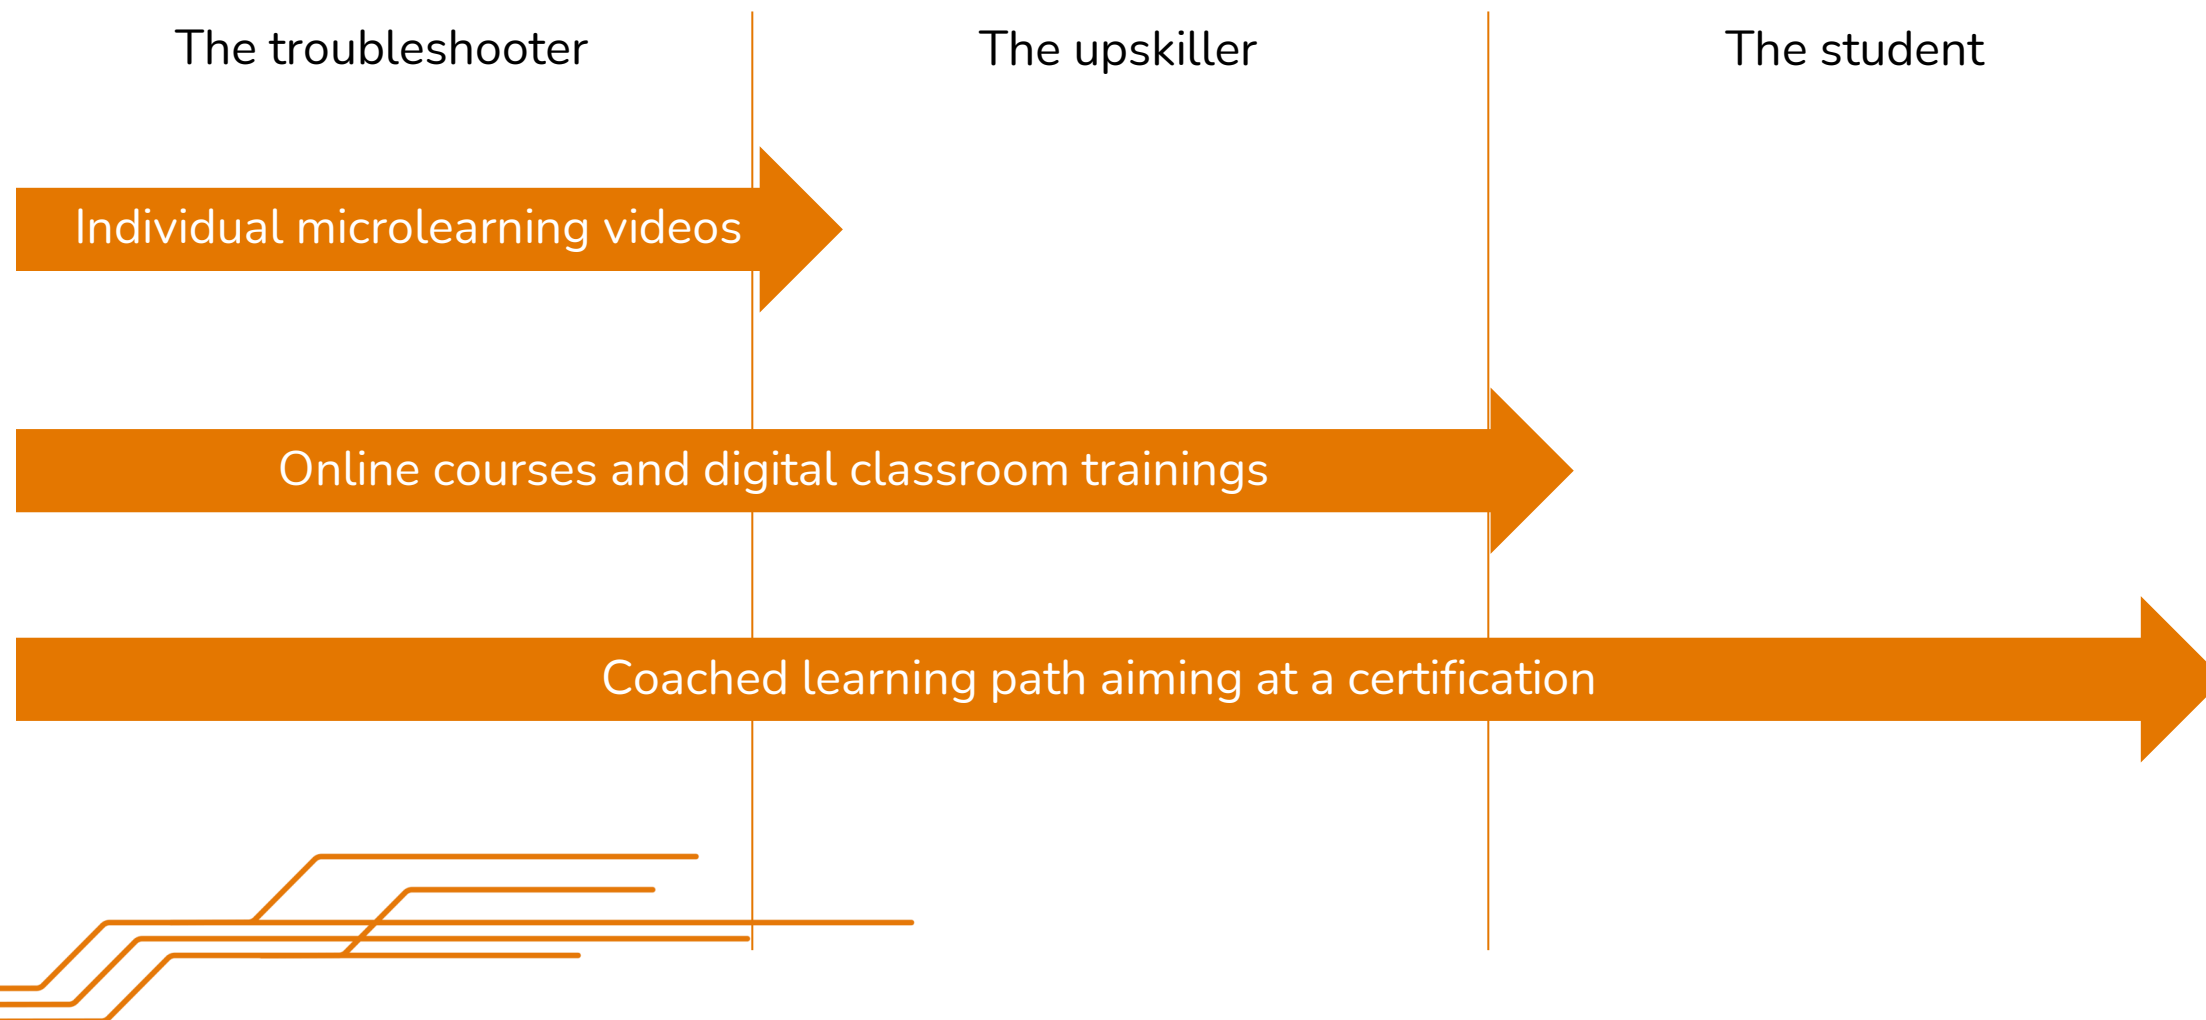 The troubleshooter
The upskiller
The student
Individual microlearning videos
Online courses and digital classroom trainings
Coached learning path aiming at a certification